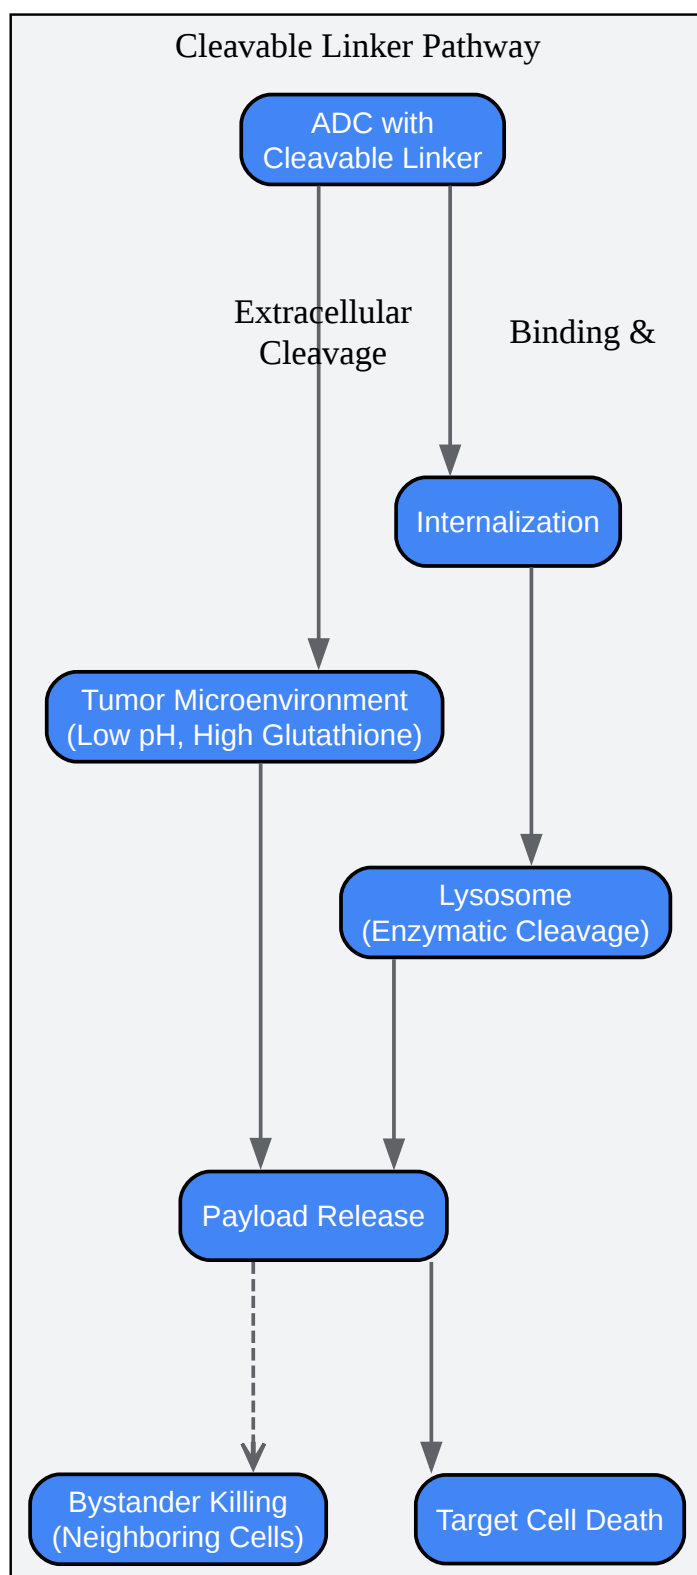 Cleavable Linker Pathway
ADC with
Cleavable Linker
Extracellular
Cleavage
Binding &
Internalization
Tumor Microenvironment
(Low pH, High Glutathione)
Lysosome
(Enzymatic Cleavage)
Payload Release
Bystander Killing
(Neighboring Cells)
Target Cell Death